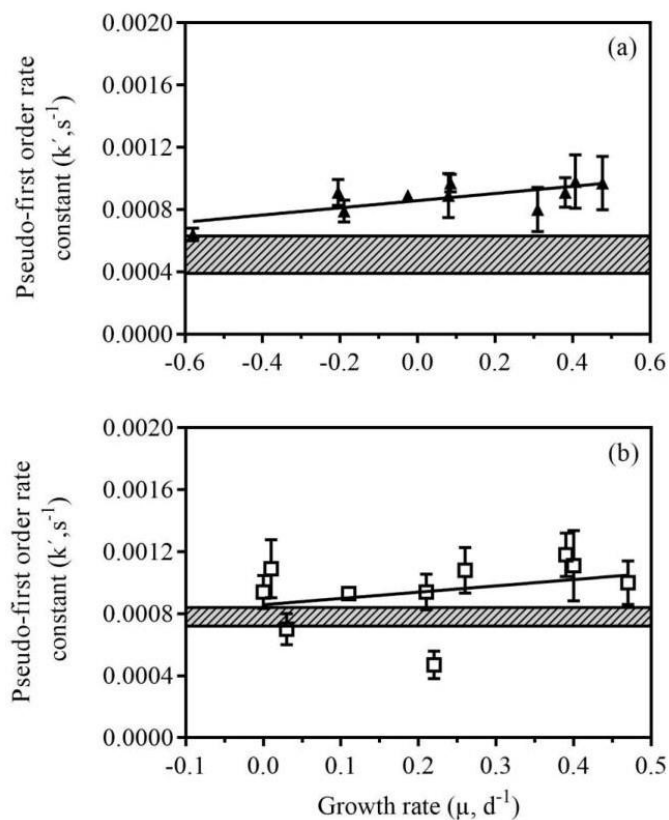 (a)
Pseudo-first order rate
constant (k´,s⁻¹)
0.0020
0.0016
0.0012
0.0008
0.0004
0.0000
-0.6 -0.4 -0.2 0.0 0.2 0.4 0.6
(b)
Pseudo-first order rate
constant (k´,s⁻¹)
0.0020
0.0016
0.0012
0.0008
0.0004
0.0000
-0.1 0.0 0.1 0.2 0.3 0.4 0.5
Growth rate (μ, d⁻¹)